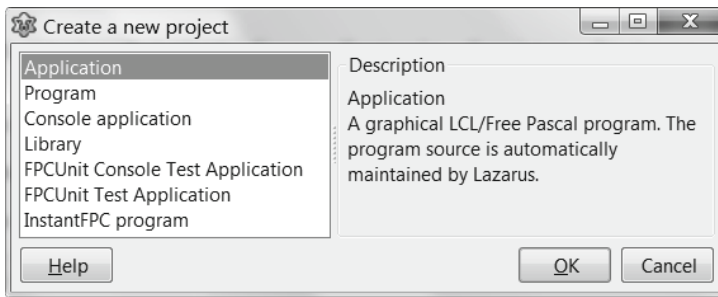 Create a new project
Application
Program
Console application
Library
FPCUnit Console Test Application
FPCUnit Test Application
InstantFPC program
Description
Application
A graphical LCL/Free Pascal program. The
program source is automatically
maintained by Lazarus.
Help
OK
Cancel